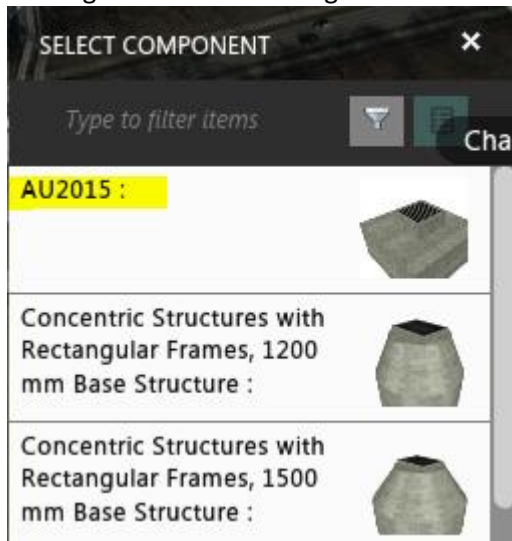 SELECT COMPONENT ×
Type to filter items
Cha
AU2015 :
Concentric Structures with
Rectangular Frames, 1200
mm Base Structure :
Concentric Structures with
Rectangular Frames, 1500
mm Base Structure :